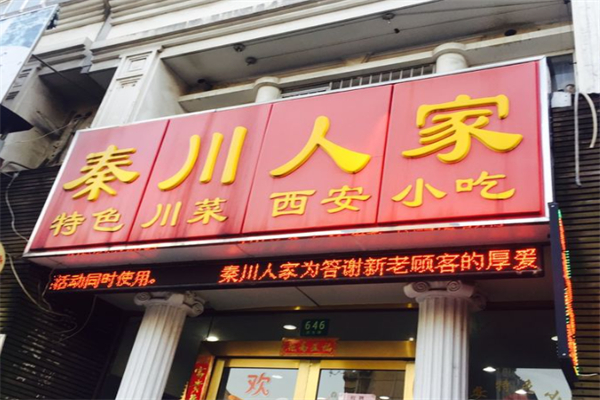 秦川人家
特色川菜 西安小吃
活动同时使用。 秦川人家为答谢新老顾客的厚爱
646
欢